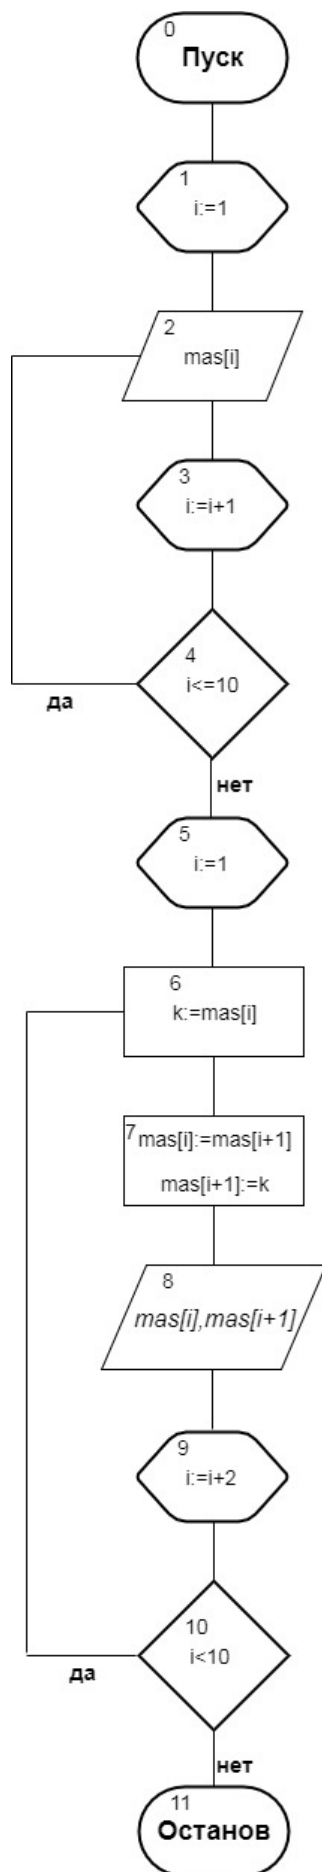 0
Пуск
1
i:=1
2
mas[i]
3
i:=i+1
4
i<=10
да
нет
5
i:=1
6
k:=mas[i]
7 mas[i]:=mas[i+1]
mas[i+1]:=k
8
mas[i],mas[i+1]
9
i:=i+2
10
i<10
да
нет
11
Останов